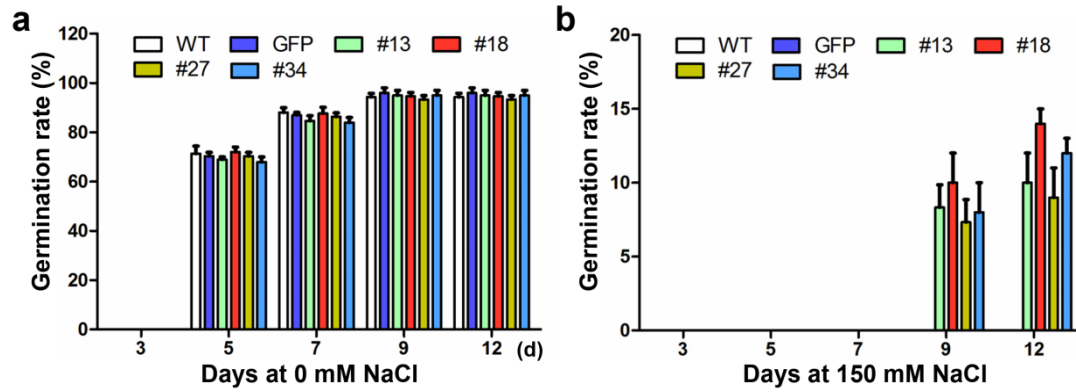 a
Germination rate (%)
120
100
80
60
40
20
0
WT GFP #13 #18
#27 #34
3 5 7 9 12 (d)
Days at 0 mM NaCl
b
Germination rate (%)
20
15
10
5
0
WT GFP #13 #18
#27 #34
3 5 7 9 12
Days at 150 mM NaCl